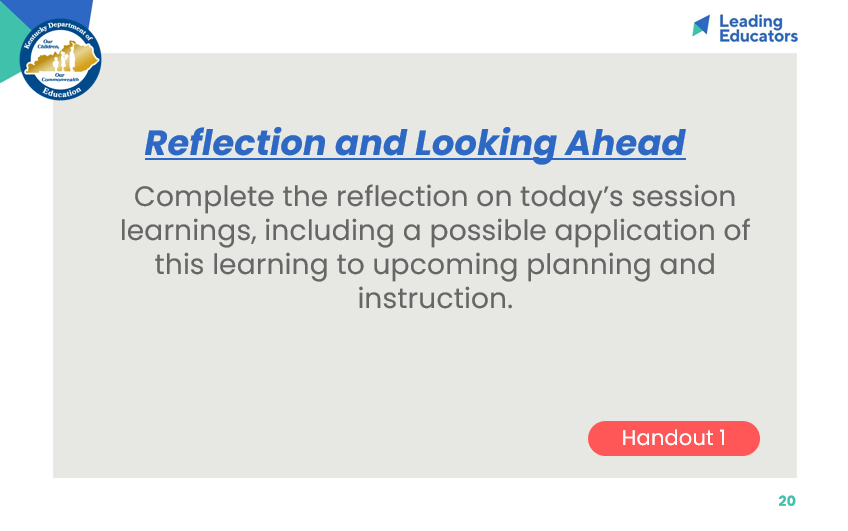 Kentucky Department of
Our
Children,
Our
Commonwealth
Education
Leading
Educators
Reflection and Looking Ahead
Complete the reflection on today’s session
learnings, including a possible application of
this learning to upcoming planning and
instruction.
Handout 1
20